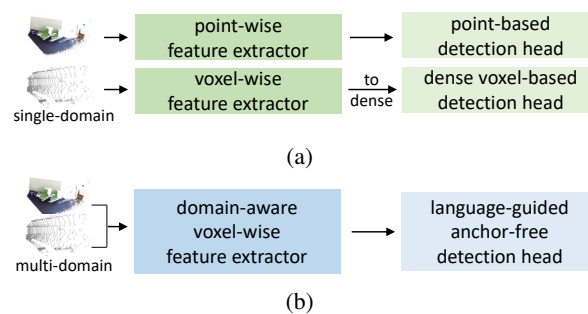 point-wise
feature extractor
point-based
detection head
voxel-wise
feature extractor
to
dense
dense voxel-based
detection head
single-domain
(a)
domain-aware
voxel-wise
feature extractor
language-guided
anchor-free
detection head
multi-domain
(b)